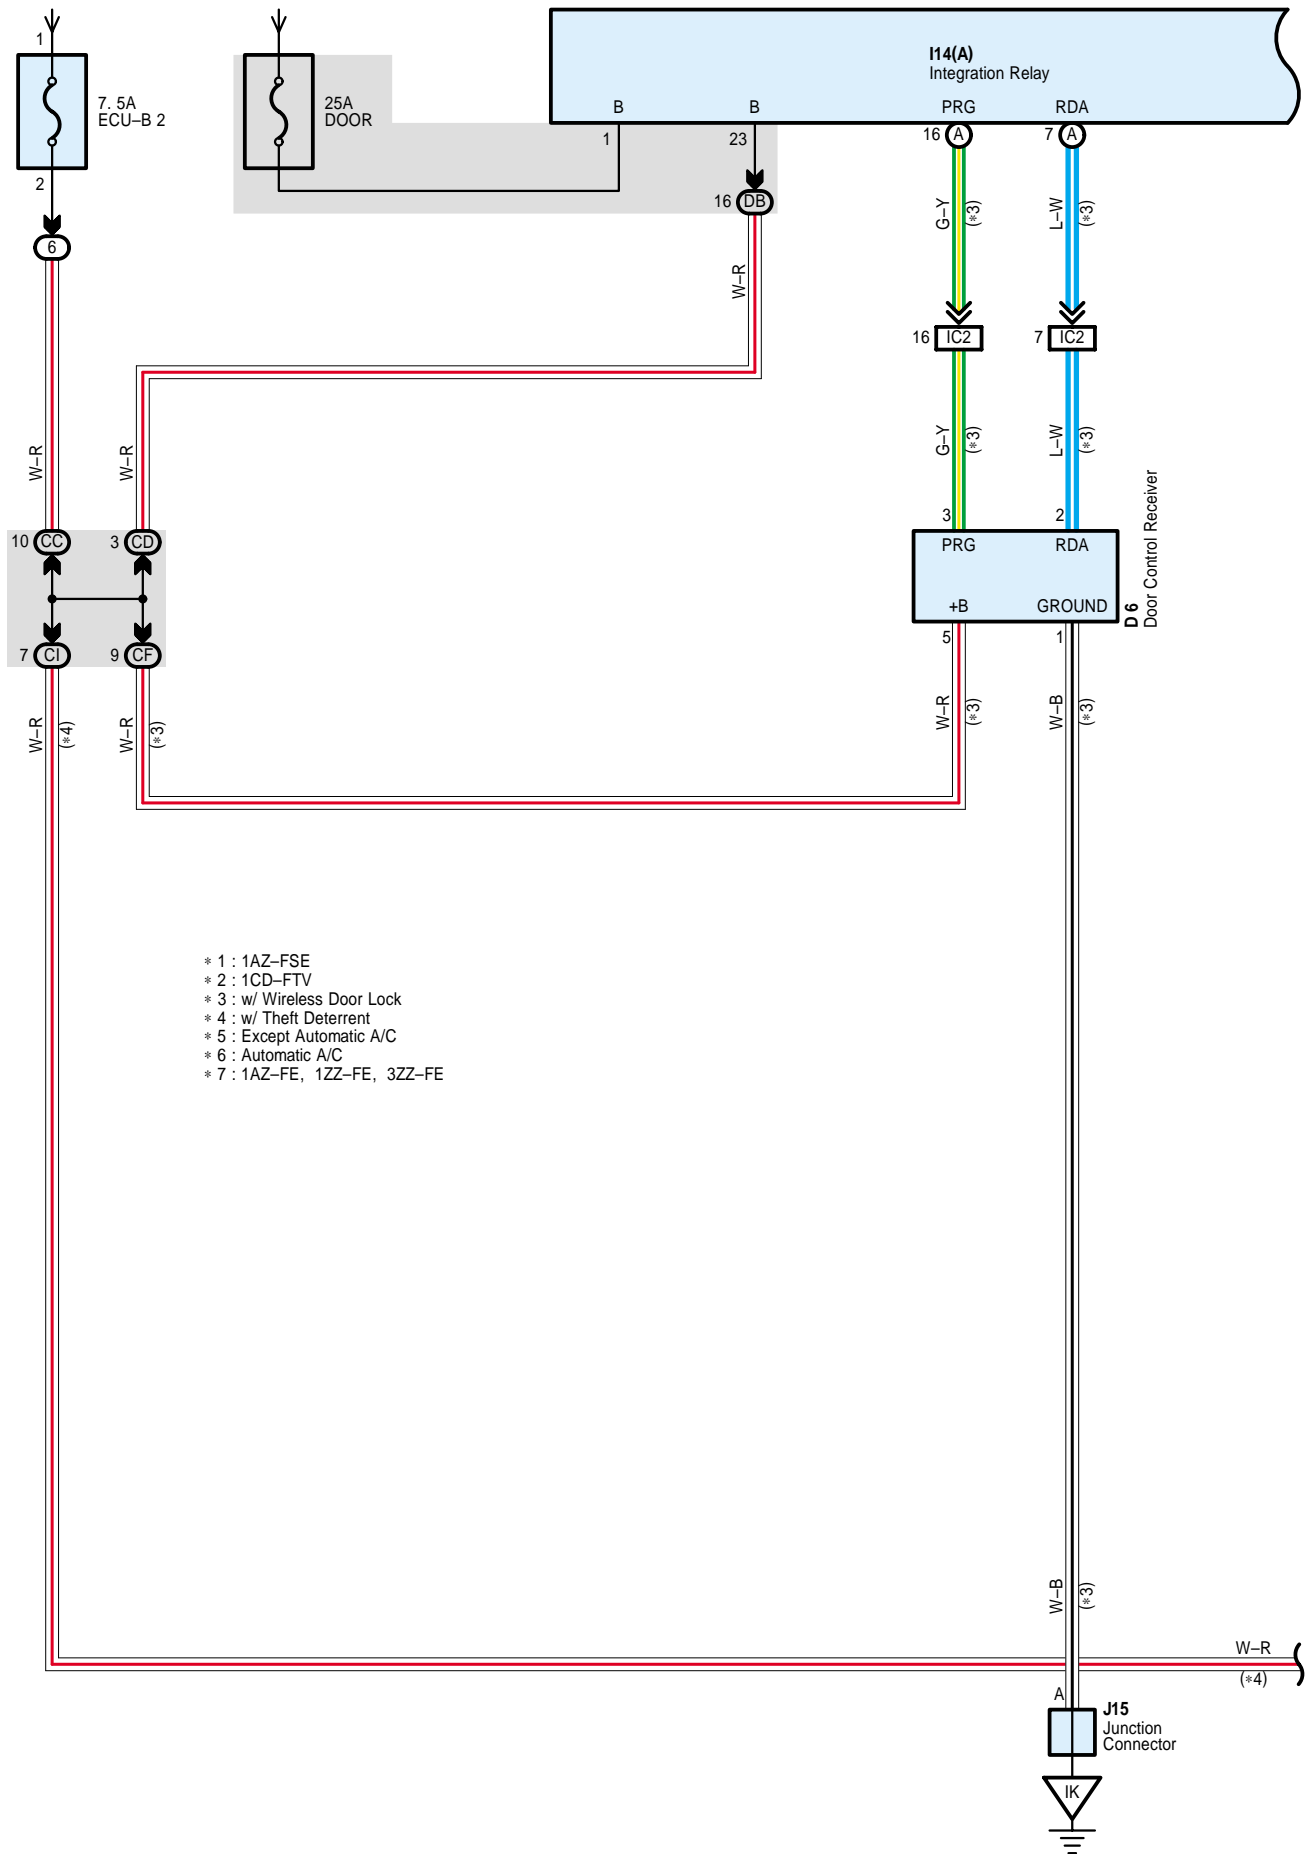 1
7. 5A
ECU–B 2
2
6
25A
DOOR
I14(A)
Integration Relay
B
B
PRG
RDA
1
23
16 A
7 A
16 DB
W–R
G–Y
(∗3)
L–W
(∗3)
16 IC2
7 IC2
W–R
W–R
G–Y
(∗3)
L–W
(∗3)
10 CC
3 CD
7 CI
9 CF
3
2
PRG
RDA
+B
GROUND
D 6
Door Control Receiver
5
1
W–R
(∗4)
W–R
(∗3)
W–R
(∗3)
W–B
(∗3)
∗ 1 : 1AZ–FSE
∗ 2 : 1CD–FTV
∗ 3 : w/ Wireless Door Lock
∗ 4 : w/ Theft Deterrent
∗ 5 : Except Automatic A/C
∗ 6 : Automatic A/C
∗ 7 : 1AZ–FE, 1ZZ–FE, 3ZZ–FE
W–B
(∗3)
W–R
(∗4)
A
J15
Junction
Connector
IK